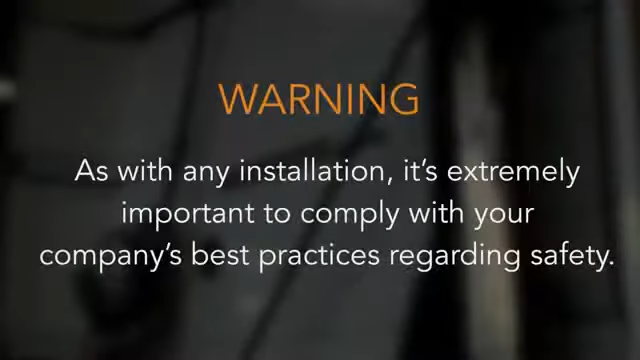 WARNING
As with any installation, it’s extremely
important to comply with your
company’s best practices regarding safety.